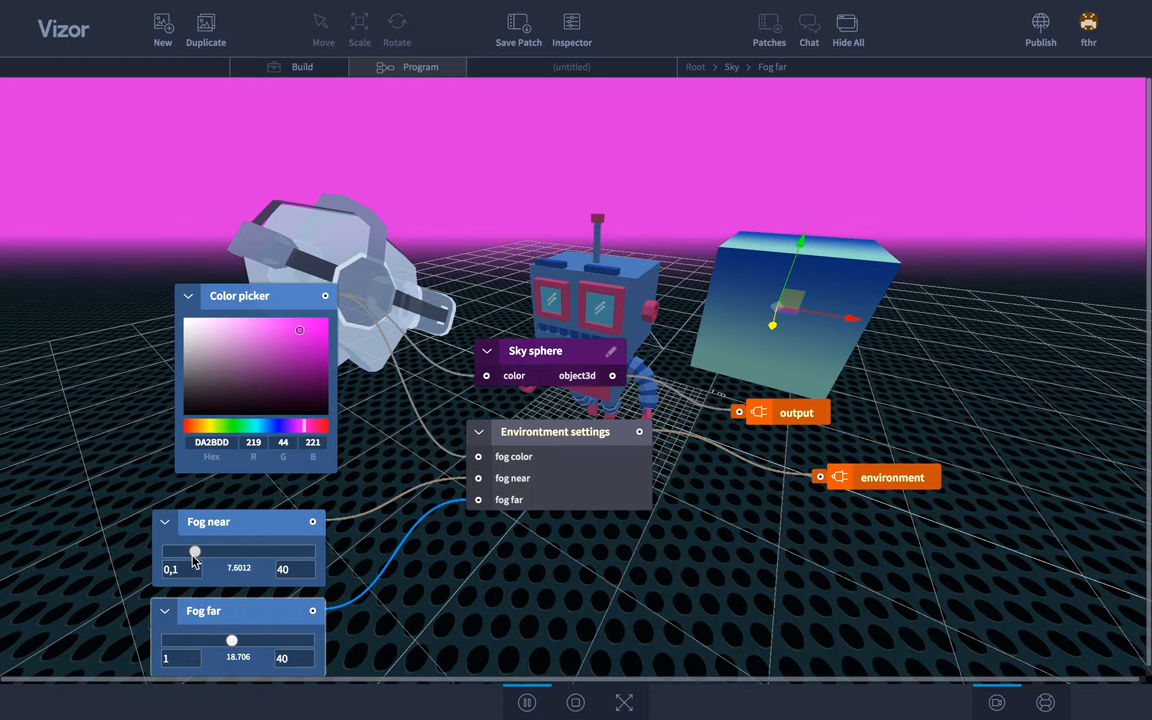 Vizor
New
Duplicate
Move
Scale
Rotate
Save Patch
Inspector
Patches
Chat
Hide All
Publish
fthr
Build
Program
(untitled)
Root > Sky > Fog far
Color picker
DA2BDD 219 44 221
Hex R G B
Sky sphere
color object3d
output
Environtment settings
fog color
fog near
fog far
environment
Fog near
0,1 7.6012 40
Fog far
1 18.706 40